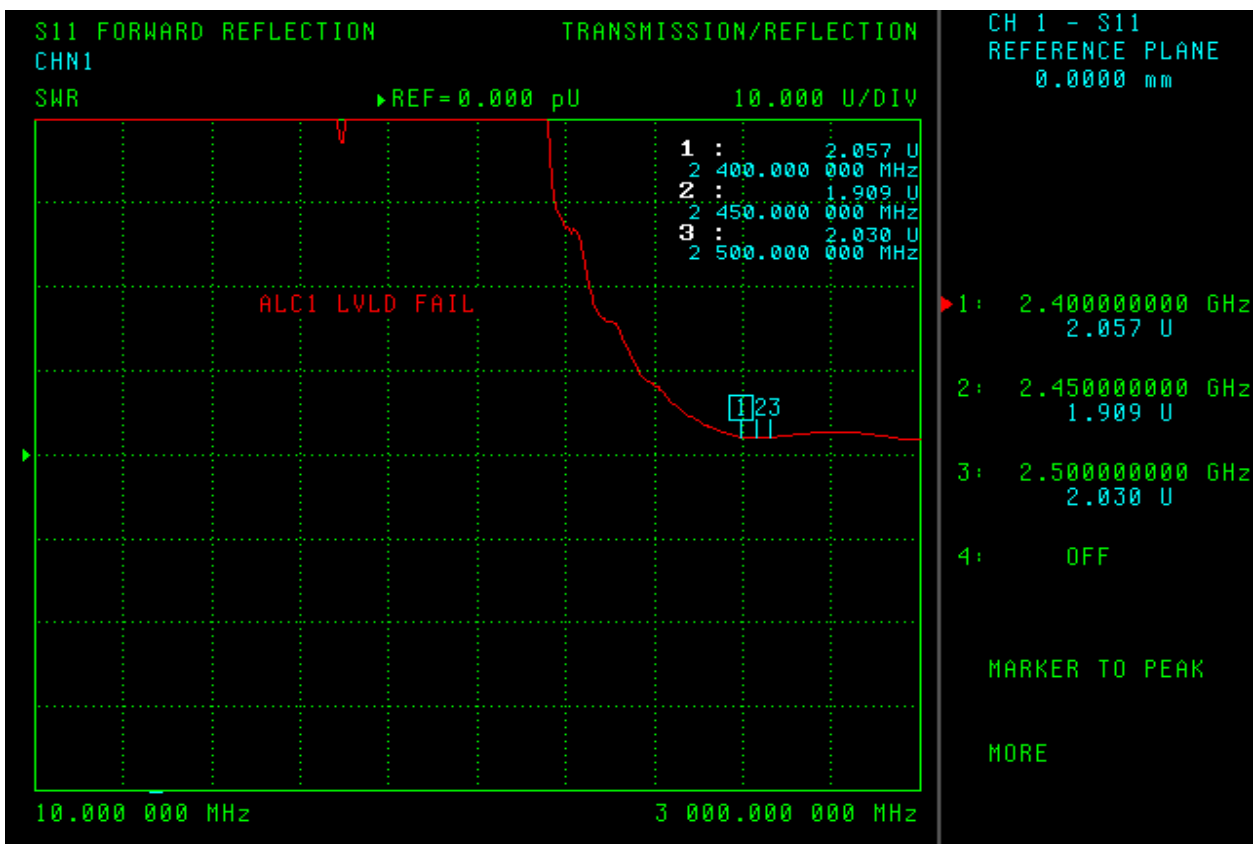 S11 FORWARD REFLECTION TRANSMISSION/REFLECTION
CHN1
SWR ▶REF=0.000 pU 10.000 U/DIV
1 : 2.057 U
2 400.000 000 MHz
2 : 1.909 U
2 450.000 000 MHz
3 : 2.030 U
2 500.000 000 MHz
ALC1 LVLD FAIL
1 2 3
10.000 000 MHz 3 000.000 000 MHz
CH 1 - S11
REFERENCE PLANE
0.0000 mm
▶1: 2.400000000 GHz
2.057 U
2: 2.450000000 GHz
1.909 U
3: 2.500000000 GHz
2.030 U
4: OFF
MARKER TO PEAK
MORE